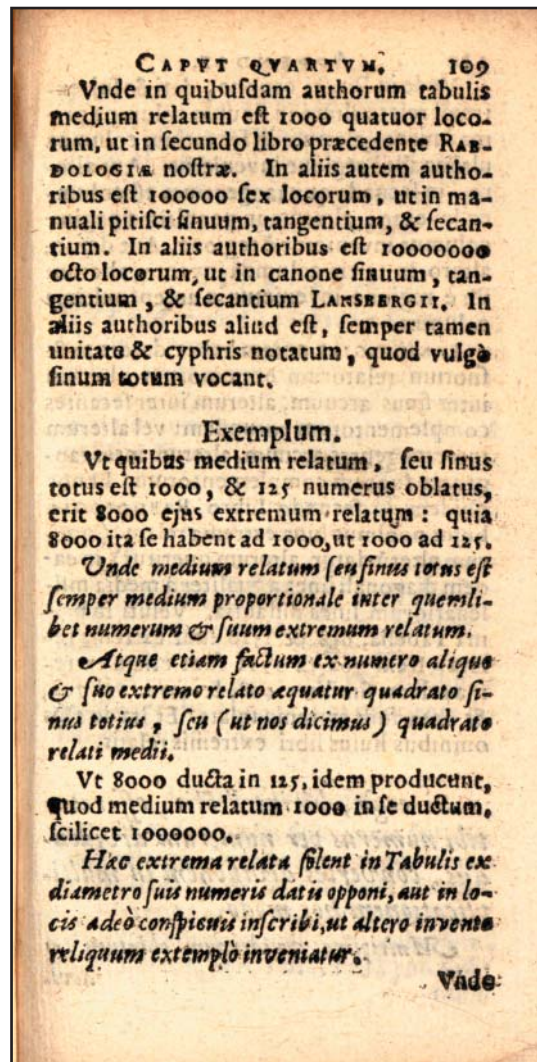 CAPVT QVARTVM. 109
Vnde in quibuſdam authorum tabulis
medium relatum eſt 1000 quatuor loco-
rum, ut in ſecundo libro præcedente RAB-
DOLOGIÆ noſtræ. In aliis autem autho-
ribus eſt 100000 ſex locorum, ut in ma-
nuali pitiſci ſinuum, tangentium, & ſecan-
tium. In aliis authoribus eſt 10000000
octo locorum, ut in canone ſinuum, tan-
gentium, & ſecantium LANSBERGII. In
aliis authoribus aliud eſt, ſemper tamen
unitate & cyphris notatum, quod vulgò
ſinum totum vocant.
Exemplum.
Vt quibus medium relatum, ſeu ſinus
totus eſt 1000, & 125 numerus oblatus,
erit 8000 ejus extremum relatum: quia
8000 ita ſe habent ad 1000, ut 1000 ad 125.
Unde medium relatum ſeu ſinus totus eſt
ſemper medium proportionale inter quemli-
bet numerum & ſuum extremum relatum.
Atque etiam factum ex numero aliquo
& ſuo extremo relato æquatur quadrato ſi-
nus totius, ſeu (ut nos dicimus) quadrato
relati medii.
Vt 8000 ducta in 125, idem producunt,
quod medium relatum 1000 in ſe ductum,
ſcilicet 1000000.
Hæc extrema relata ſolent in Tabulis ex
diametro ſuis numeris datis opponi, aut in lo-
cis adeò conſpicuis inſcribi, ut altero invento
reliquum extemplò inveniatur.
Vnde